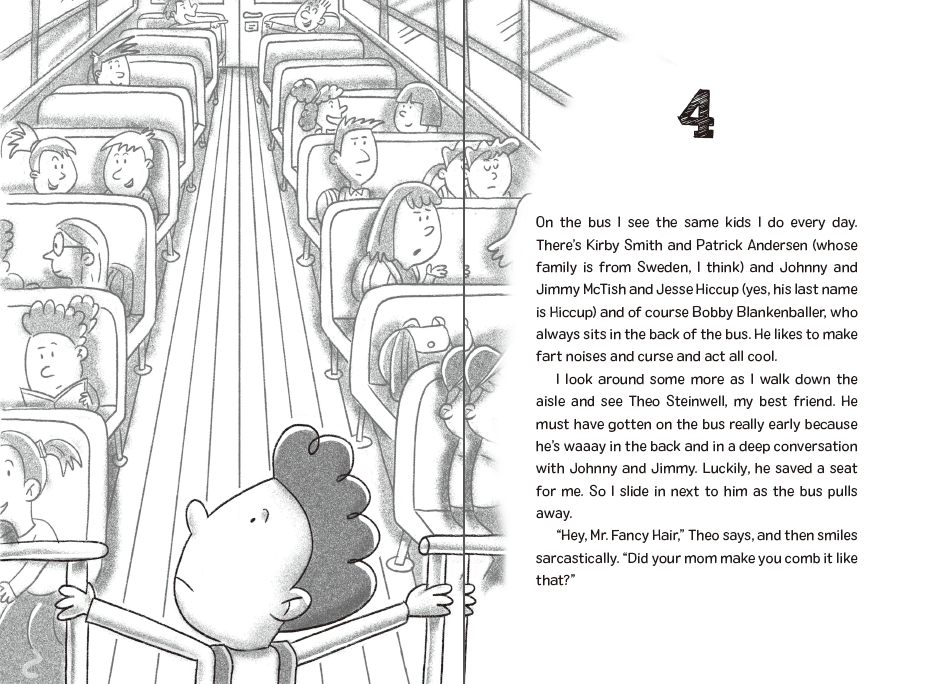 4
On the bus I see the same kids I do every day.
There’s Kirby Smith and Patrick Andersen (whose
family is from Sweden, I think) and Johnny and
Jimmy McTish and Jesse Hiccup (yes, his last name
is Hiccup) and of course Bobby Blankenballer, who
always sits in the back of the bus. He likes to make
fart noises and curse and act all cool.
I look around some more as I walk down the
aisle and see Theo Steinwell, my best friend. He
must have gotten on the bus really early because
he’s waaay in the back and in a deep conversation
with Johnny and Jimmy. Luckily, he saved a seat
for me. So I slide in next to him as the bus pulls
away.
“Hey, Mr. Fancy Hair,” Theo says, and then smiles
sarcastically. “Did your mom make you comb it like
that?”